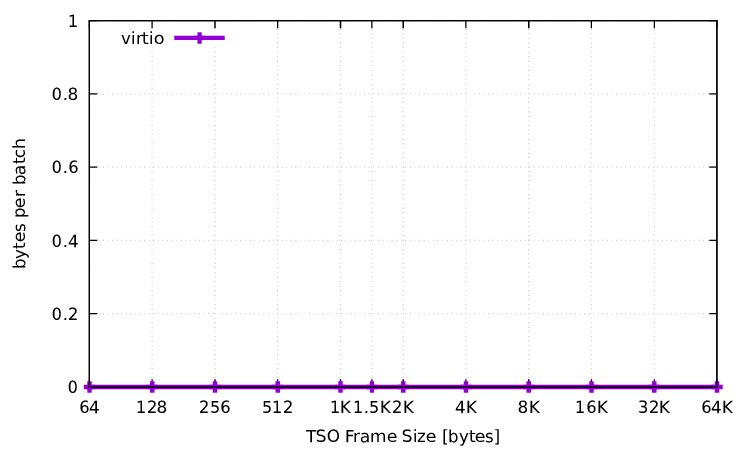 1
virtio
0.8
0.6
bytes per batch
0.4
0.2
0
64 128 256 512 1K 1.5K 2K 4K 8K 16K 32K 64K
TSO Frame Size [bytes]